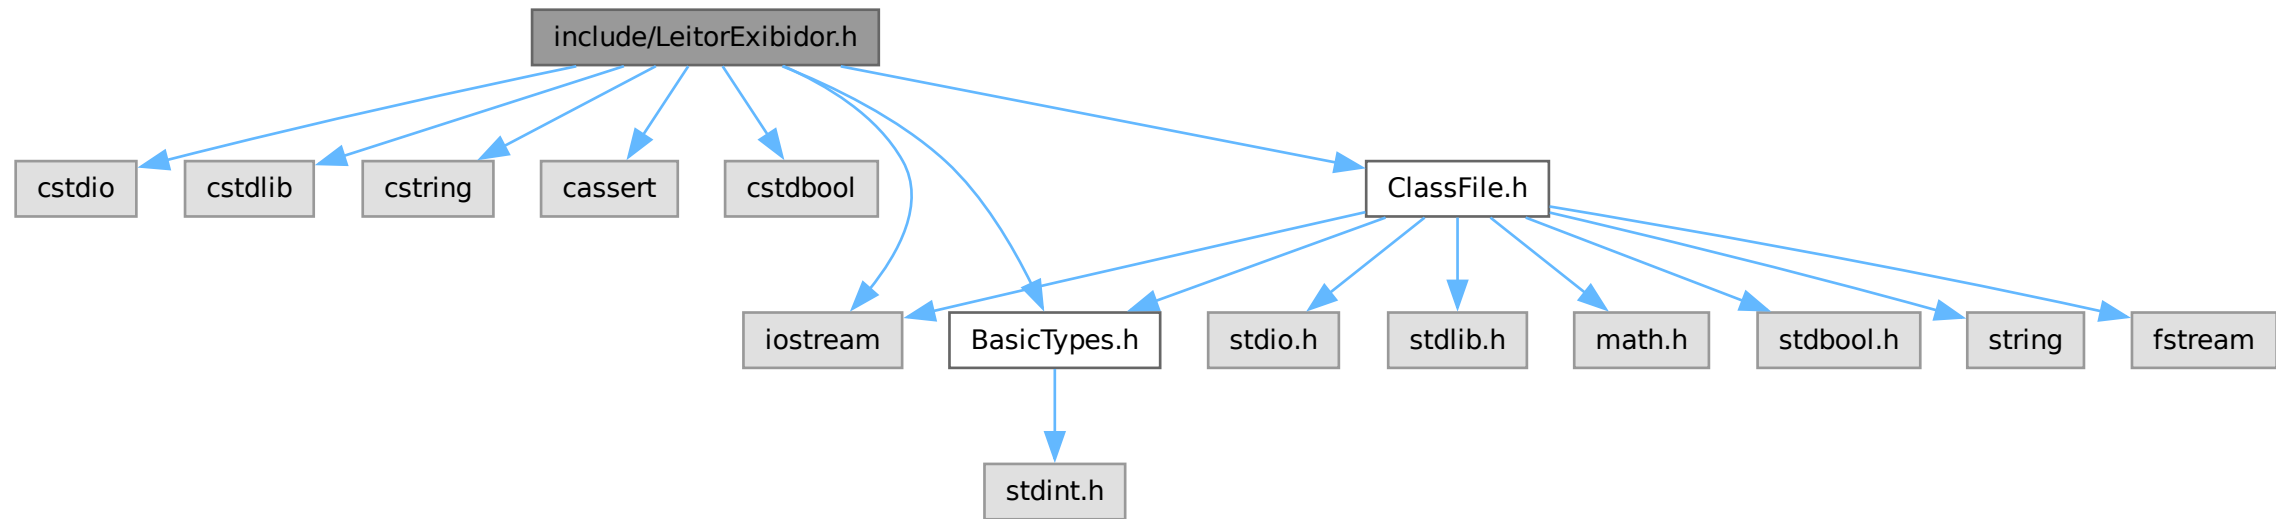 include/LeitorExibidor.h
cstdio
cstdlib
cstring
cassert
cstdbool
ClassFile.h
iostream
BasicTypes.h
stdio.h
stdlib.h
math.h
stdbool.h
string
fstream
stdint.h